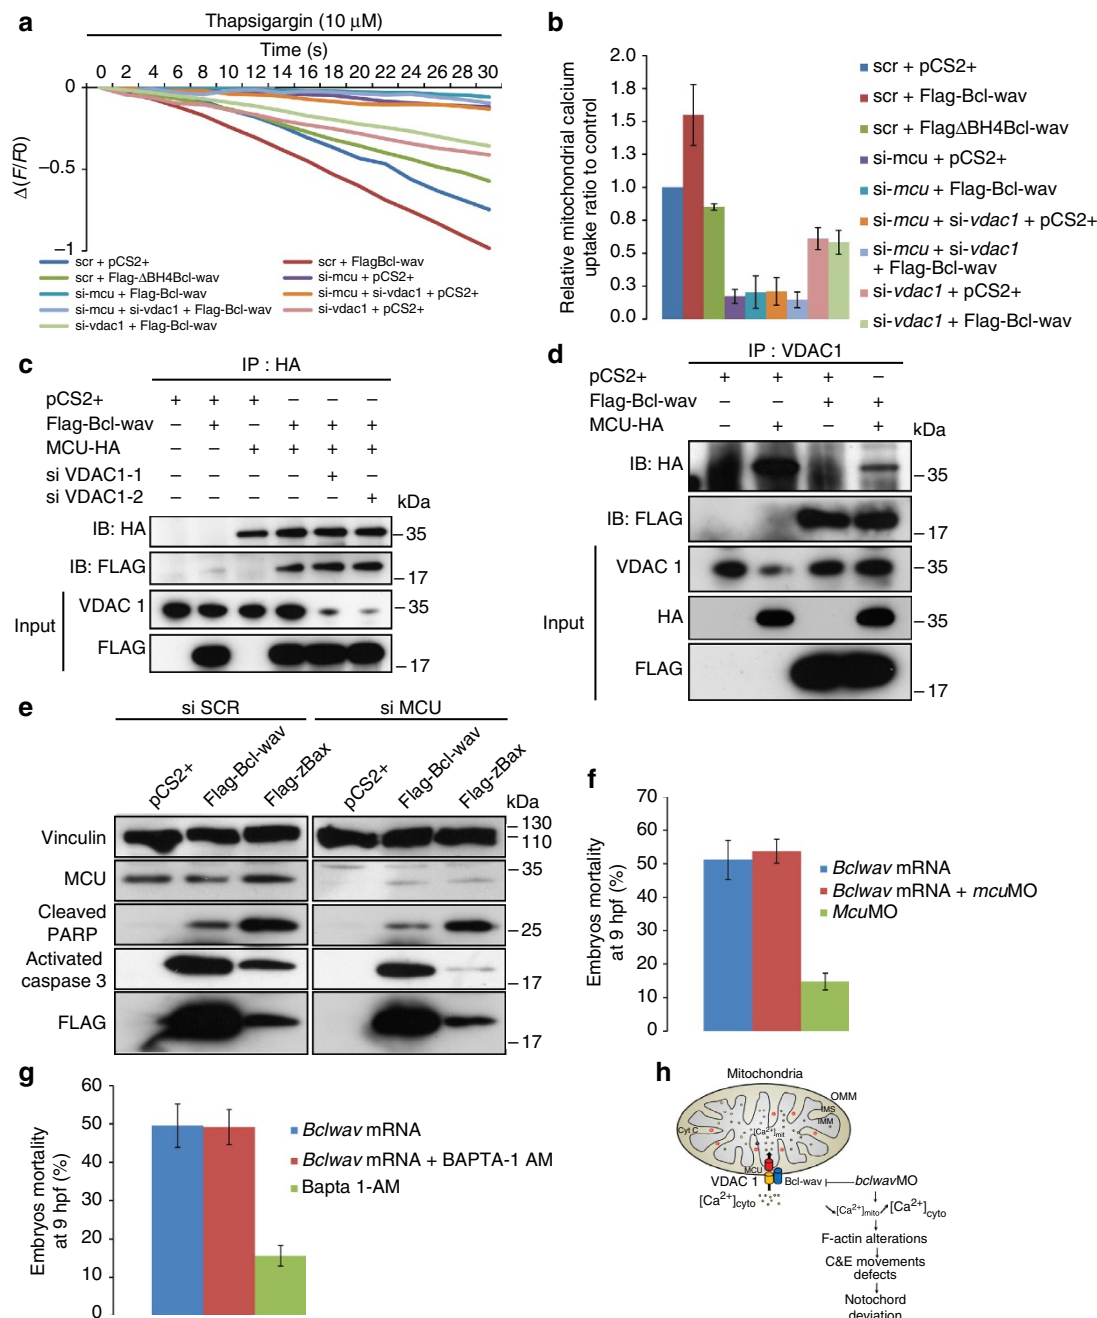 a
Thapsigargin (10 μM)
Time (s)
0 2 4 6 8 10 12 14 16 18 20 22 24 26 28 30
0
−0.5
−1
Δ(F/F0)
scr + pCS2+
scr + FlagBcl-wav
scr + Flag-ΔBH4Bcl-wav
si-mcu + pCS2+
si-mcu + Flag-Bcl-wav
si-mcu + si-vdac1 + pCS2+
si-mcu + si-vdac1 + Flag-Bcl-wav
si-vdac1 + pCS2+
si-vdac1 + Flag-Bcl-wav
b
Relative mitochondrial calcium
uptake ratio to control
2.0
1.8
1.5
1.3
1.0
0.8
0.5
0.3
0.0
scr + pCS2+
scr + Flag-Bcl-wav
scr + FlagΔBH4Bcl-wav
si-mcu + pCS2+
si-mcu + Flag-Bcl-wav
si-mcu + si-vdac1 + pCS2+
si-mcu + si-vdac1
+ Flag-Bcl-wav
si-vdac1 + pCS2+
si-vdac1 + Flag-Bcl-wav
c
IP : HA
pCS2+ + + + − − −
Flag-Bcl-wav − + − + + +
MCU-HA − − + + + +
si VDAC1-1 − − − − + −
si VDAC1-2 − − − − − +
kDa
IB: HA
35
IB: FLAG
17
Input
VDAC 1
35
FLAG
17
d
IP : VDAC1
pCS2+ + + + −
Flag-Bcl-wav − − + +
MCU-HA − + − +
kDa
IB: HA
35
IB: FLAG
17
Input
VDAC 1
35
HA
35
FLAG
17
e
si SCR
si MCU
pCS2+
Flag-Bcl-wav
Flag-zBax
pCS2+
Flag-Bcl-wav
Flag-zBax
kDa
Vinculin
130
110
MCU
35
Cleaved
PARP
25
Activated
caspase 3
17
FLAG
17
f
Embryos mortality
at 9 hpf (%)
70
60
50
40
30
20
10
0
Bclwav mRNA
Bclwav mRNA + mcuMO
McuMO
g
Embryos mortality
at 9 hpf (%)
60
50
40
30
20
10
0
Bclwav mRNA
Bclwav mRNA + BAPTA-1 AM
Bapta 1-AM
h
Mitochondria
OMM
IMS
IMM
Cyt C
[Ca2+]mit
MCU
VDAC 1
Bcl-wav
bclwavMO
[Ca2+]cyto
[Ca2+]mito
[Ca2+]cyto
F-actin alterations
C&E movements
defects
Notochord
deviation